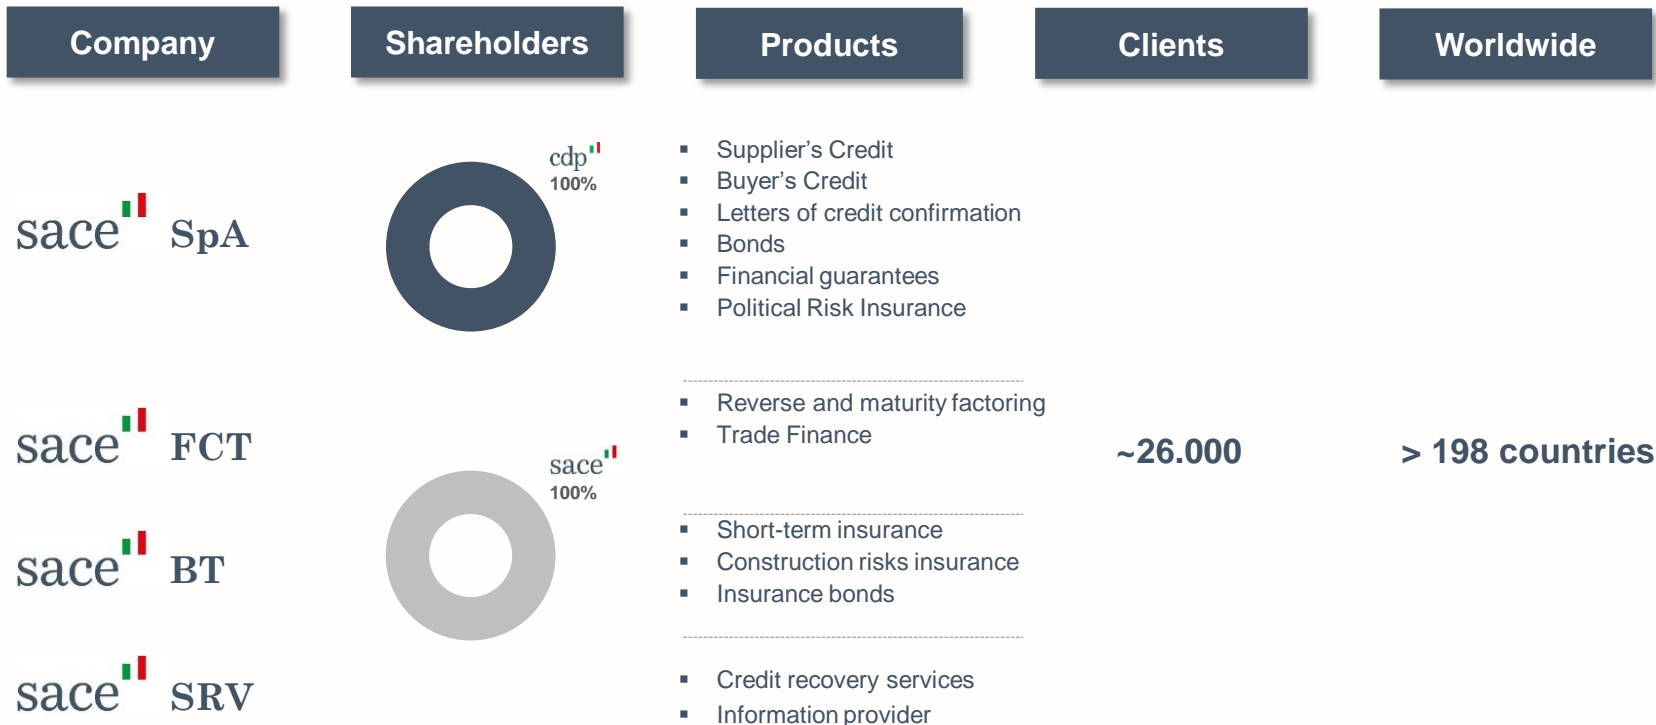 Company
Shareholders
Products
Clients
Worldwide
sace SpA
cdp
100%
▪ Supplier’s Credit
▪ Buyer’s Credit
▪ Letters of credit confirmation
▪ Bonds
▪ Financial guarantees
▪ Political Risk Insurance
sace FCT
▪ Reverse and maturity factoring
▪ Trade Finance
sace
100%
~26.000
> 198 countries
sace BT
▪ Short-term insurance
▪ Construction risks insurance
▪ Insurance bonds
sace SRV
▪ Credit recovery services
▪ Information provider